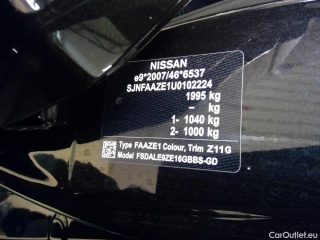 NISSAN
e9*2007/46*6537
SJNFAAZE1U0102224
1995 kg
– kg
1- 1040 kg
2- 1000 kg
Type FAAZE1 Colour, Trim Z11G
Model FSDALE9ZE16GBBS-GD
CarOutlet.eu